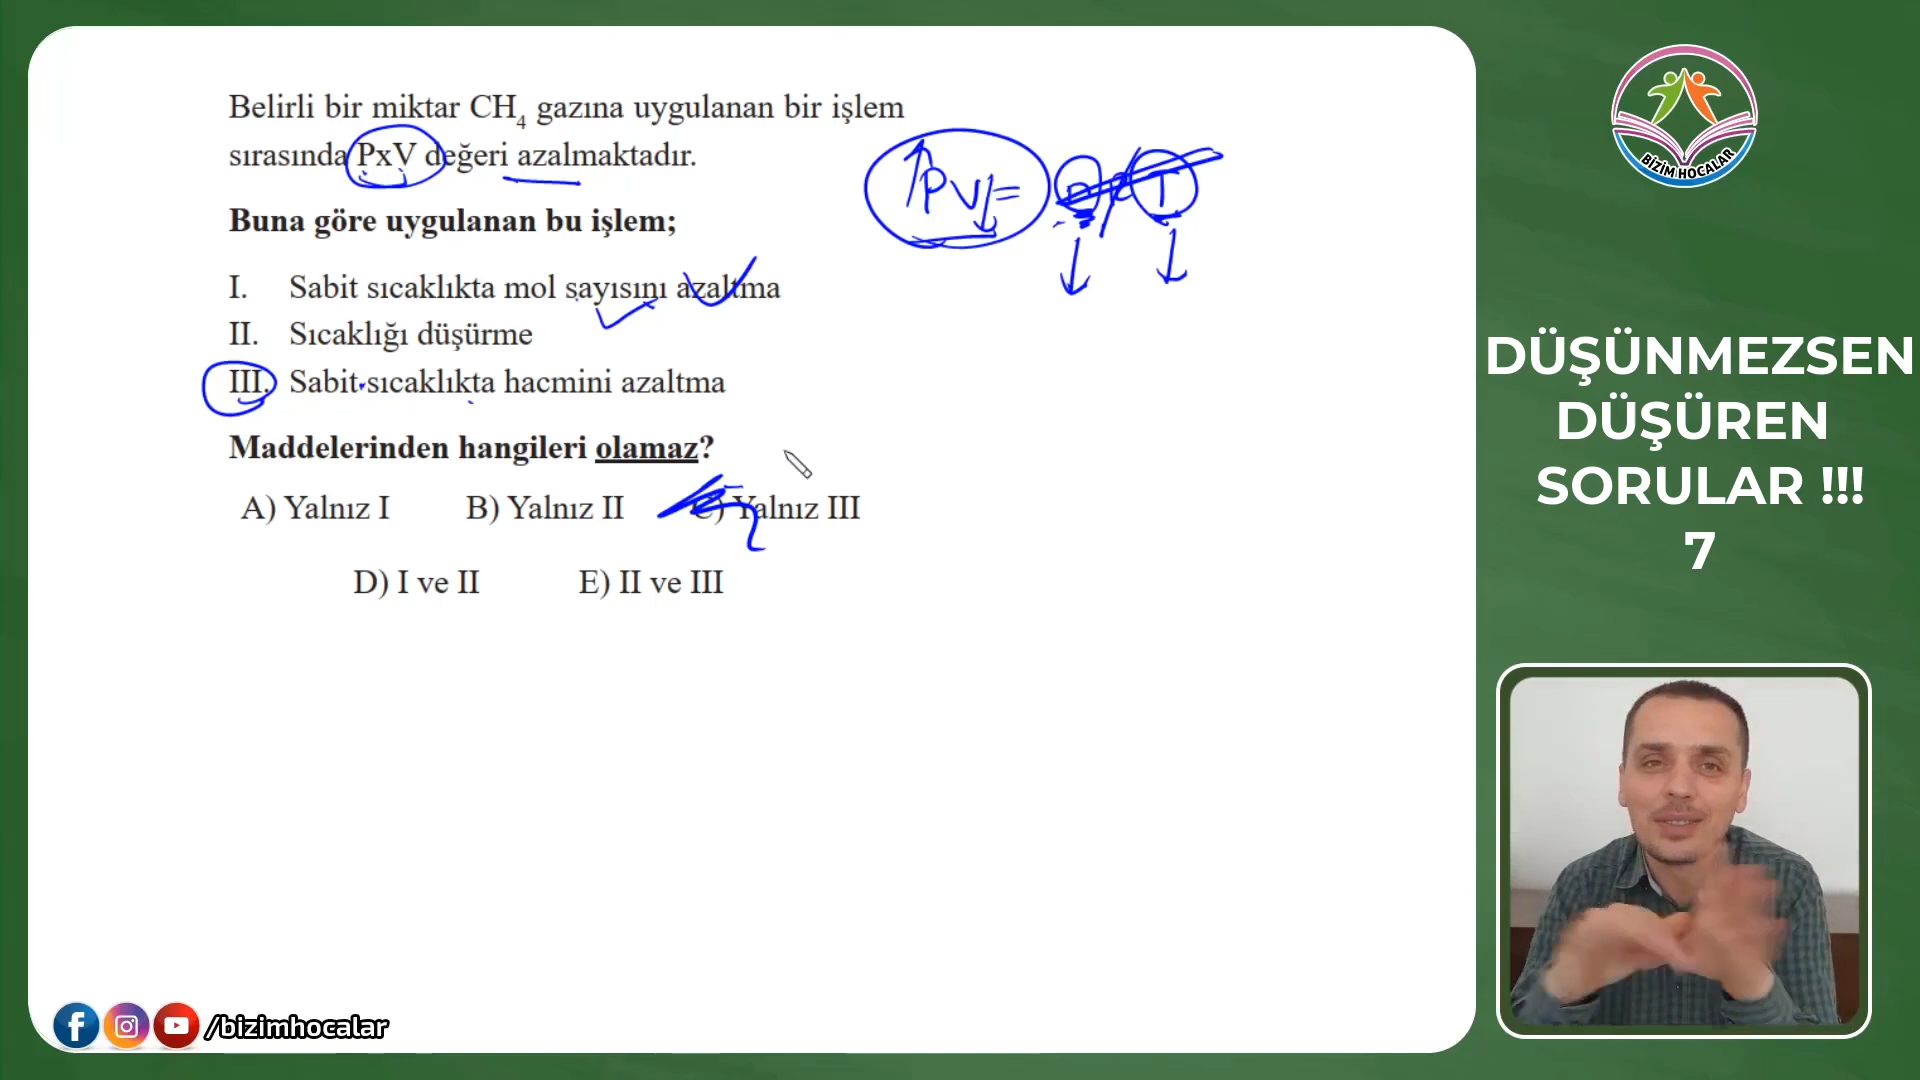 Belirli bir miktar CH4 gazına uygulanan bir işlem
sırasında PxV değeri azalmaktadır.
PV = nRT
Buna göre uygulanan bu işlem;
I. Sabit sıcaklıkta mol sayısını azaltma
II. Sıcaklığı düşürme
III. Sabit sıcaklıkta hacmini azaltma
Maddelerinden hangileri olamaz?
A) Yalnız I B) Yalnız II C) Yalnız III
D) I ve II E) II ve III
BİZİM HOCALAR
DÜŞÜNMEZSEN
DÜŞÜREN
SORULAR !!!
7
/bizimhocalar